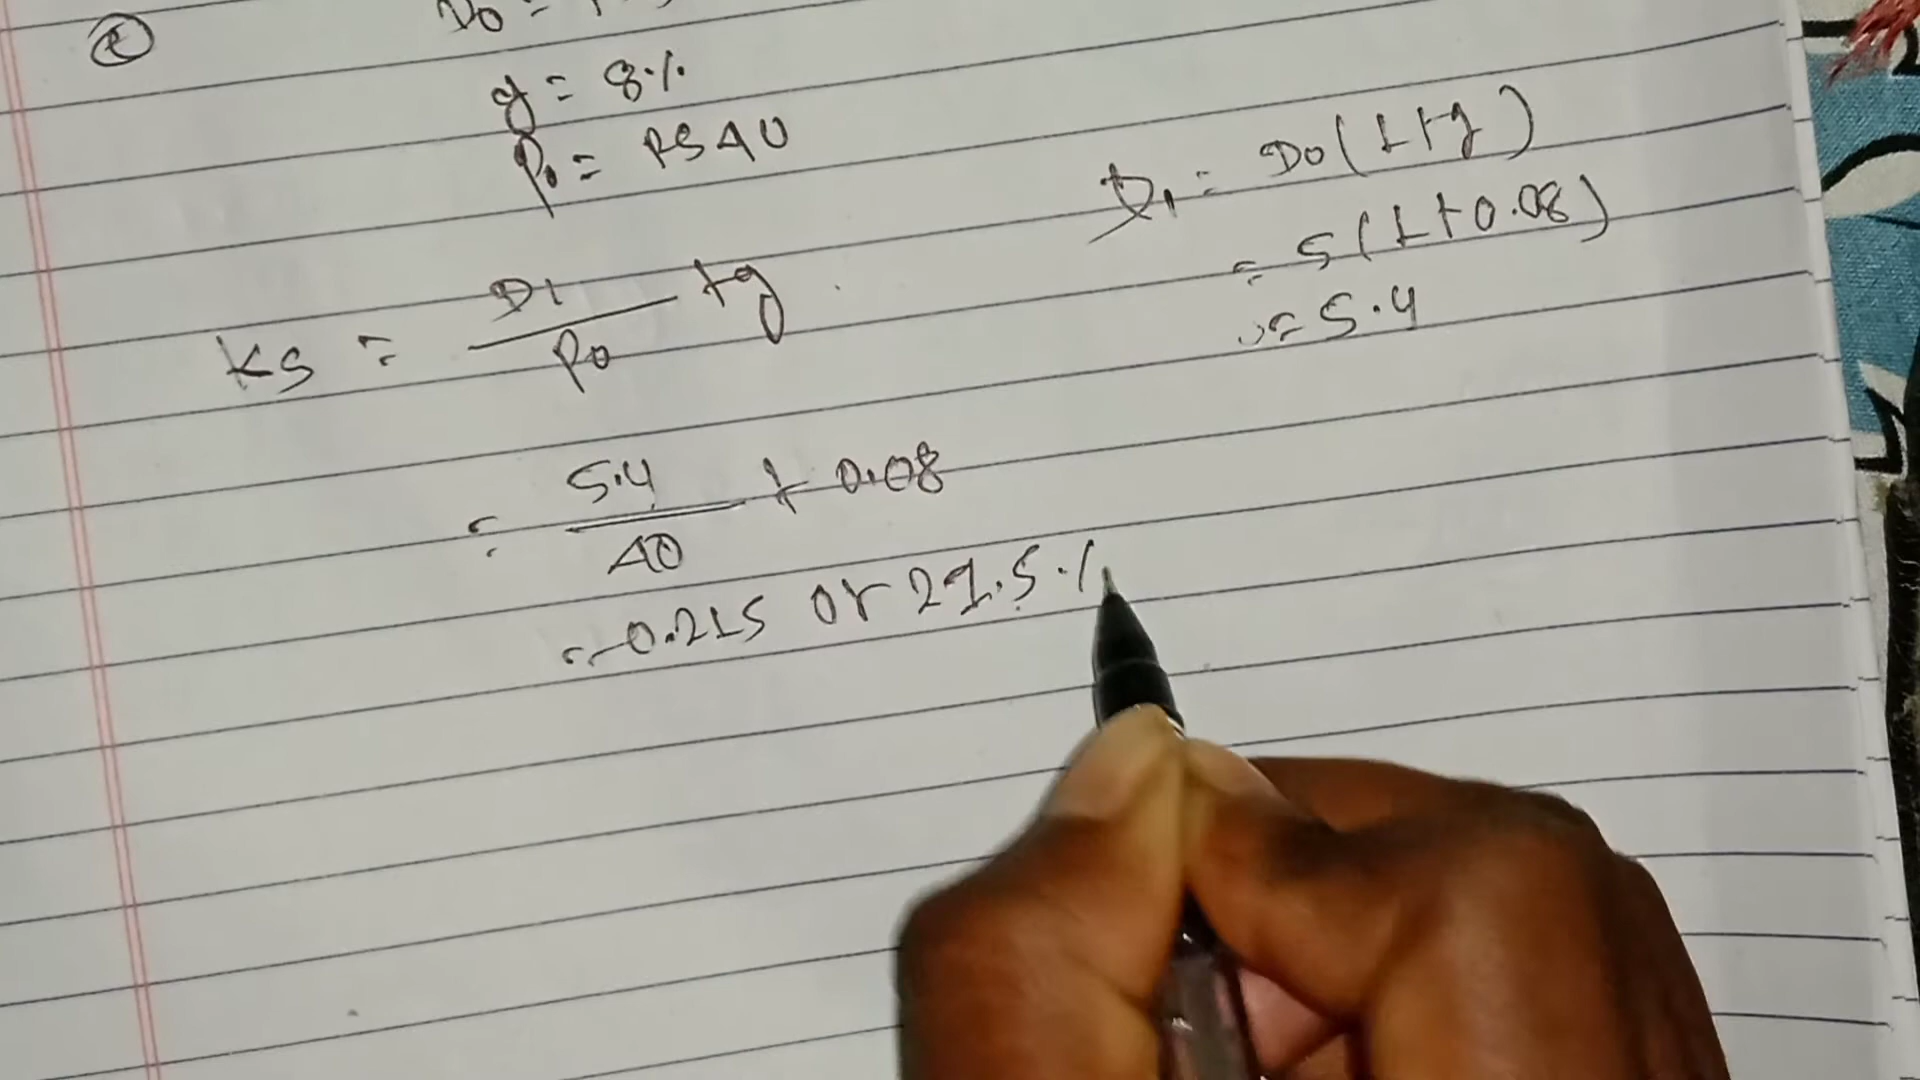 c
D0 =
g = 8%
P0 = RS 40
D1 = D0(1+g)
= 5(1+0.08)
= 5.4
Ks = D1/P0 + g
= 5.4/40 + 0.08
= 0.215 or 21.5%